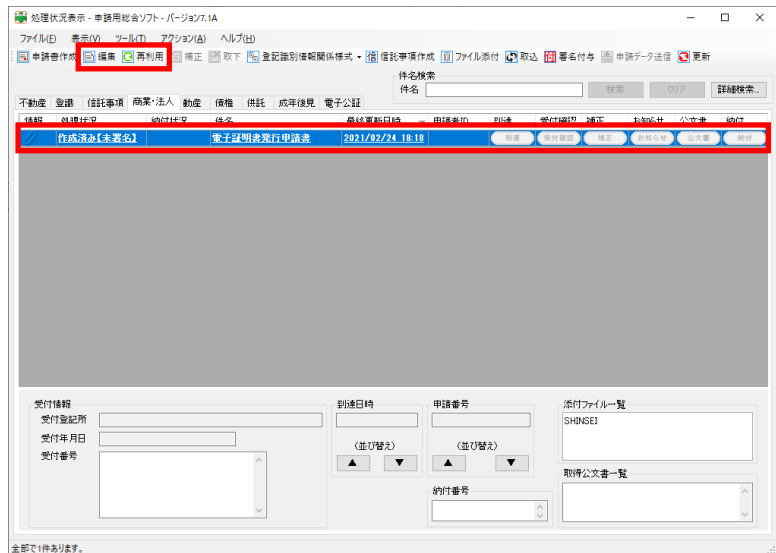 処理状況表示 - 申請用総合ソフト - バージョン7.1A
ファイル(F) 表示(V) ツール(T) アクション(A) ヘルプ(H)
申請書作成 編集 再利用 補正 取下 登記識別情報関係様式 信託事項作成 ファイル添付 取込 署名付与 申請データ送信 更新
件名検索
件名 検索 クリア 詳細検索...
不動産 登識 信託事項 商業・法人 動産 債権 供託 成年後見 電子公証
情報 処理状況 納付状況 件名 最終更新日時 申請者ID 到達 受付確認 補正 お知らせ 公文書 納付
作成済み【未署名】 電子証明書発行申請書 2021/02/24 18:18 到達 受付確認 補正 お知らせ 公文書 納付
受付情報 到達日時 申請番号 添付ファイル一覧
受付登記所 SHINSEI
受付年月日
(並び替え) (並び替え)
受付番号 ▲ ▼ ▲ ▼
取得公文書一覧
納付番号
全部で1件あります。